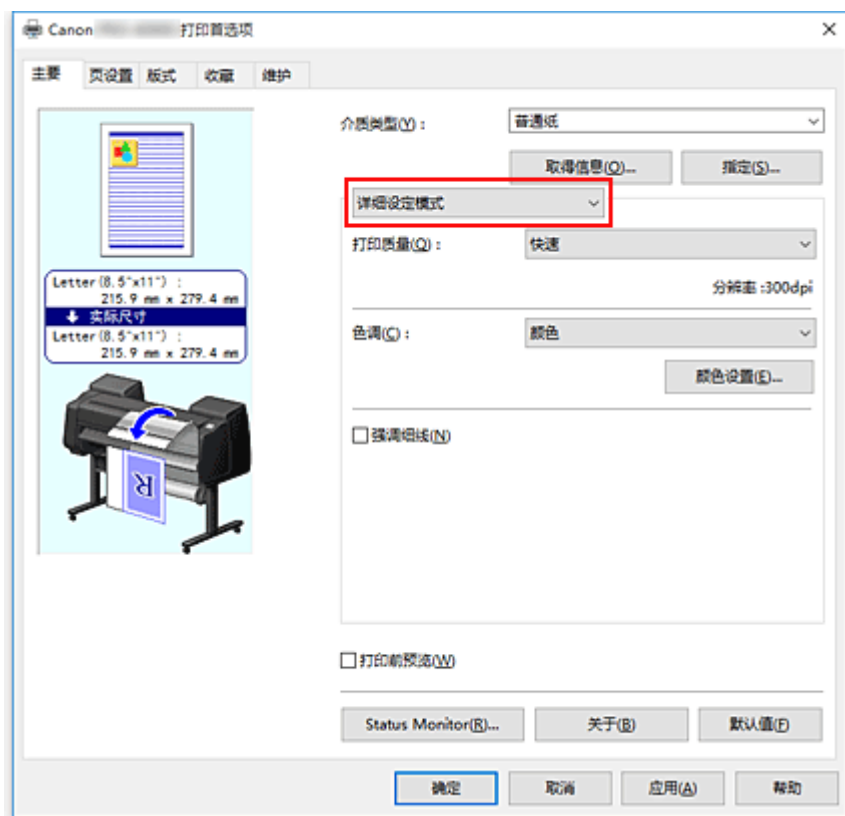 Canon 打印首选项
主要 页设置 版式 收藏 维护
介质类型(Y)： 普通纸
取得信息(O)... 指定(S)...
详细设定模式
打印质量(Q)： 快速
分辨率 :300dpi
色调(C)： 颜色
颜色设置(E)...
强调细线(N)
Letter(8.5"x11") :
215.9 mm x 279.4 mm
实际尺寸
Letter(8.5"x11") :
215.9 mm x 279.4 mm
R
打印前预览(W)
Status Monitor(R)... 关于(B) 默认值(F)
确定 取消 应用(A) 帮助